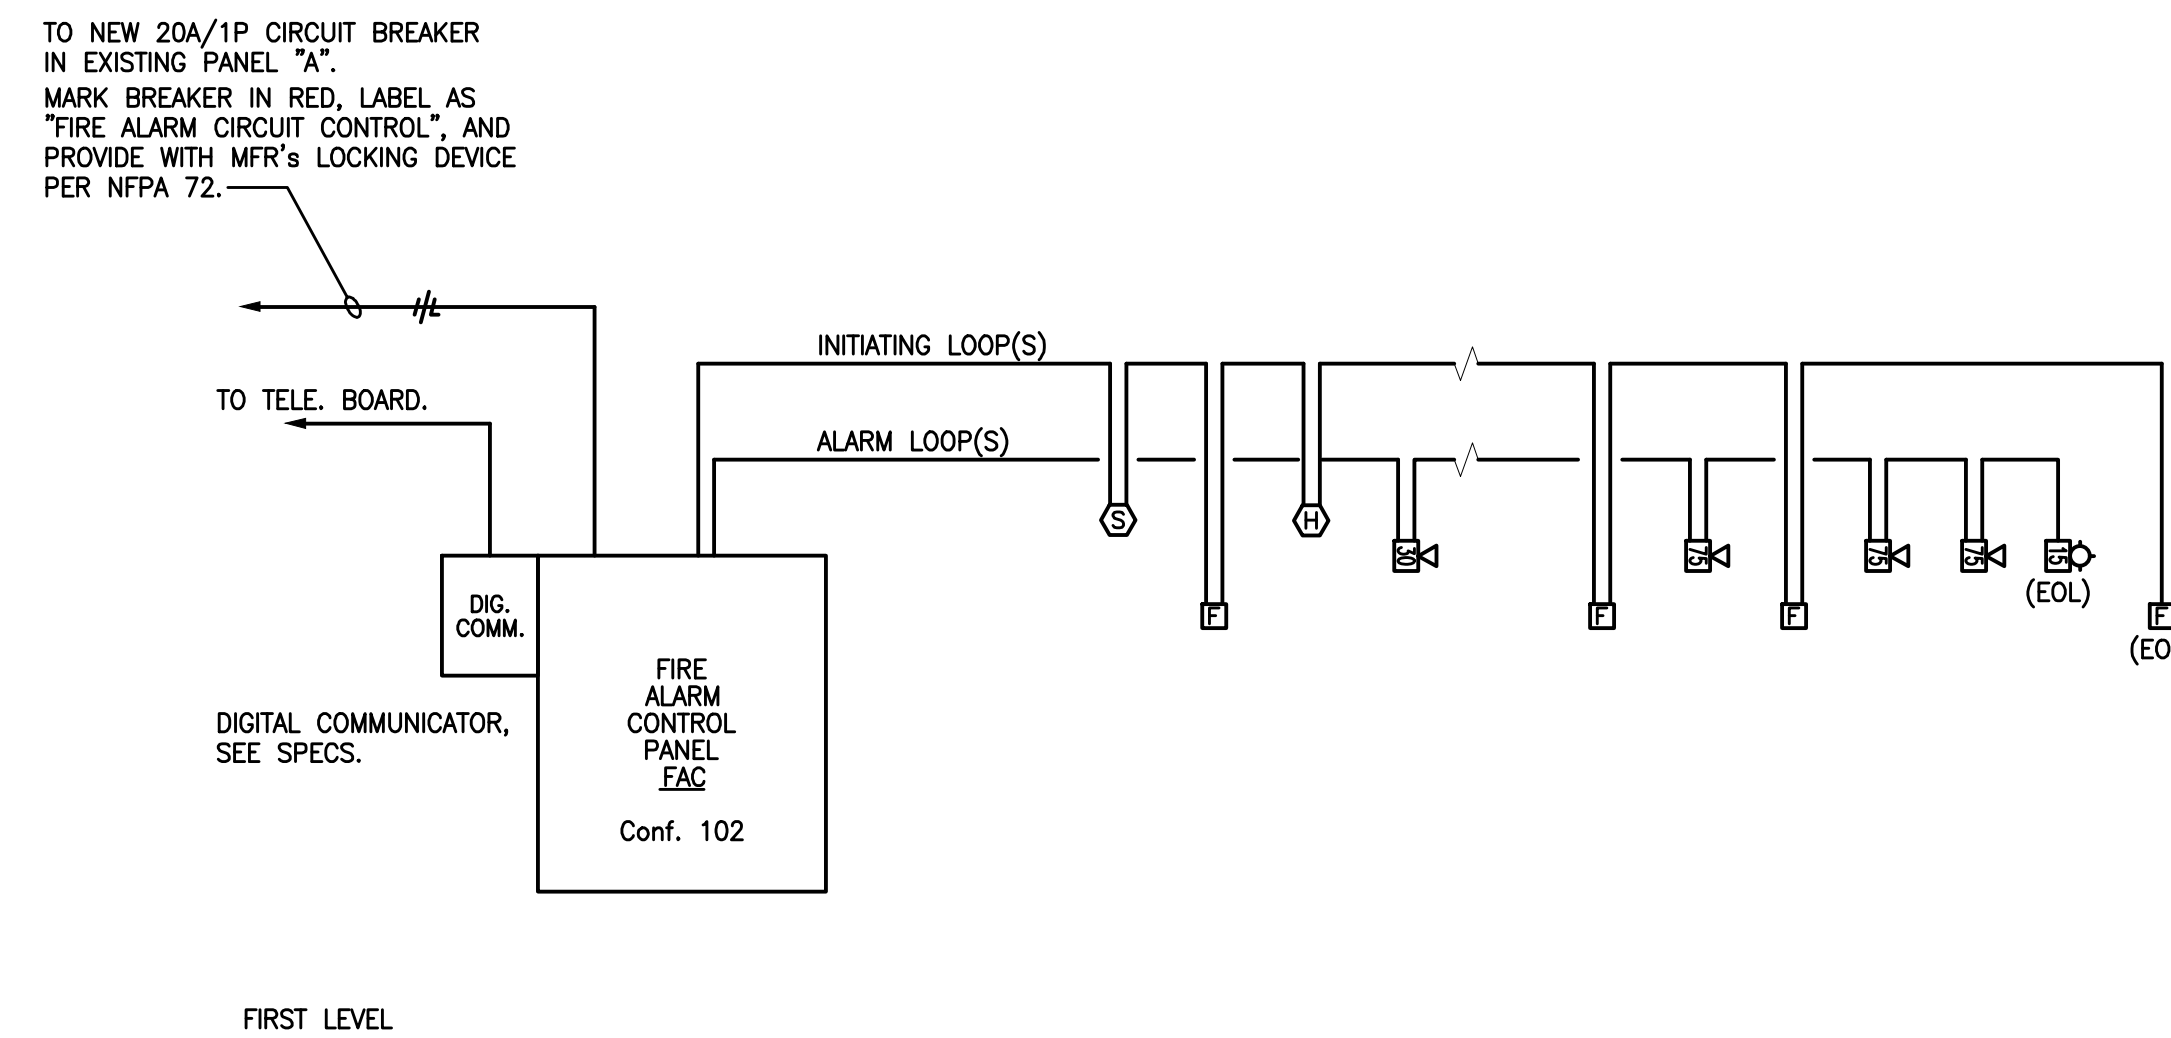 TO NEW 20A/1P CIRCUIT BREAKER
IN EXISTING PANEL "A".
MARK BREAKER IN RED, LABEL AS
"FIRE ALARM CIRCUIT CONTROL", AND
PROVIDE WITH MFR's LOCKING DEVICE
PER NFPA 72.
INITIATING LOOP(S)
TO TELE. BOARD.
ALARM LOOP(S)
S
H
30
75
75
75
15
(EOL)
F
F
F
F
(EO
DIG.
COMM.
FIRE
ALARM
CONTROL
PANEL
FAC
Conf. 102
DIGITAL COMMUNICATOR,
SEE SPECS.
FIRST LEVEL